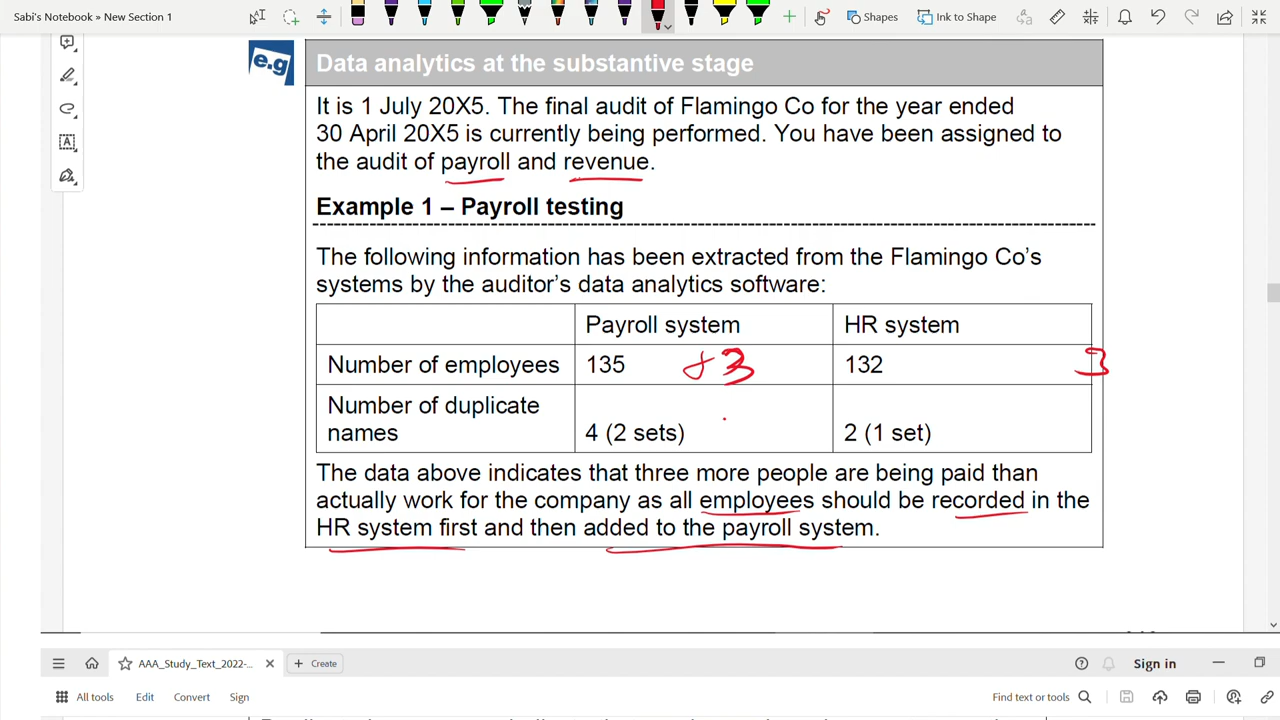 Sabi's Notebook » New Section 1
Shapes
Ink to Shape
e.g
Data analytics at the substantive stage
It is 1 July 20X5. The final audit of Flamingo Co for the year ended
30 April 20X5 is currently being performed. You have been assigned to
the audit of payroll and revenue.
Example 1 – Payroll testing
The following information has been extracted from the Flamingo Co's
systems by the auditor's data analytics software:
Payroll system HR system
Number of employees 135 +3 132 3
Number of duplicate
names 4 (2 sets) 2 (1 set)
The data above indicates that three more people are being paid than
actually work for the company as all employees should be recorded in the
HR system first and then added to the payroll system.
AAA_Study_Text_2022-...
Create
Sign in
All tools Edit Convert Sign
Find text or tools